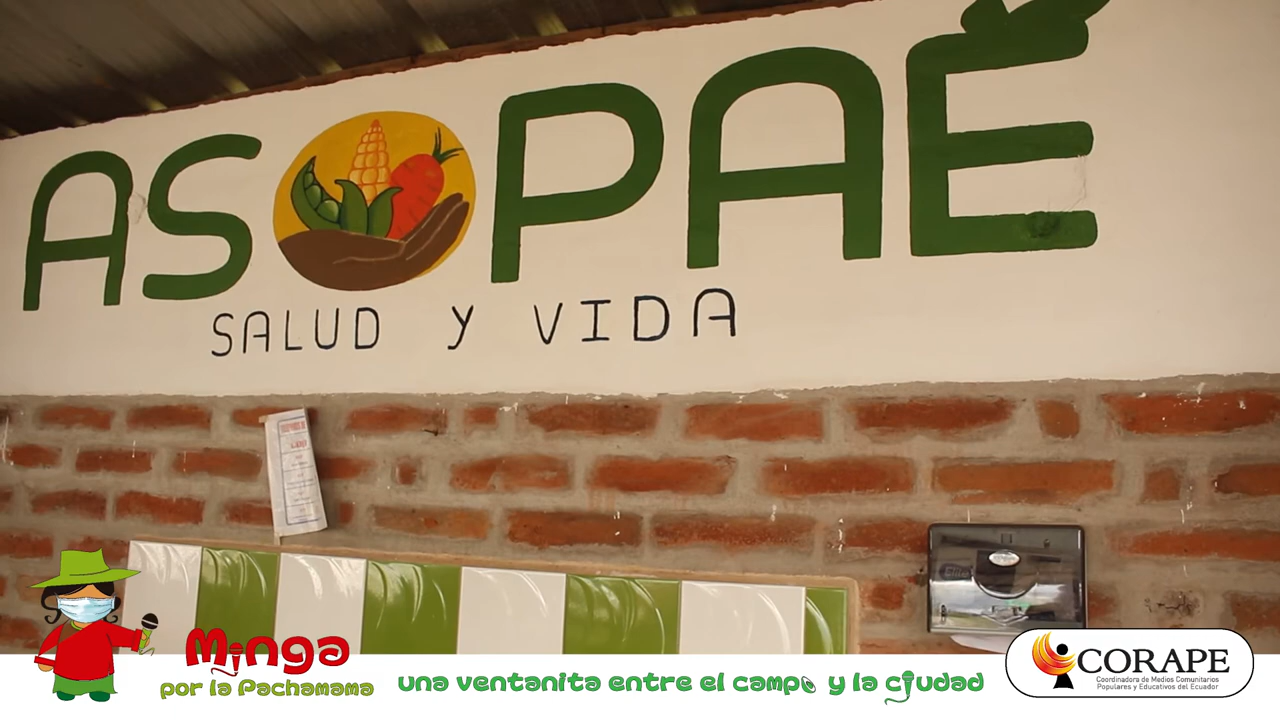 ASOPAÉ
SALUD Y VIDA
Minga
por la Pachamama
una ventanita entre el campo y la ciudad
CORAPE
Coordinadora de Medios Comunitarios
Populares y Educativos del Ecuador